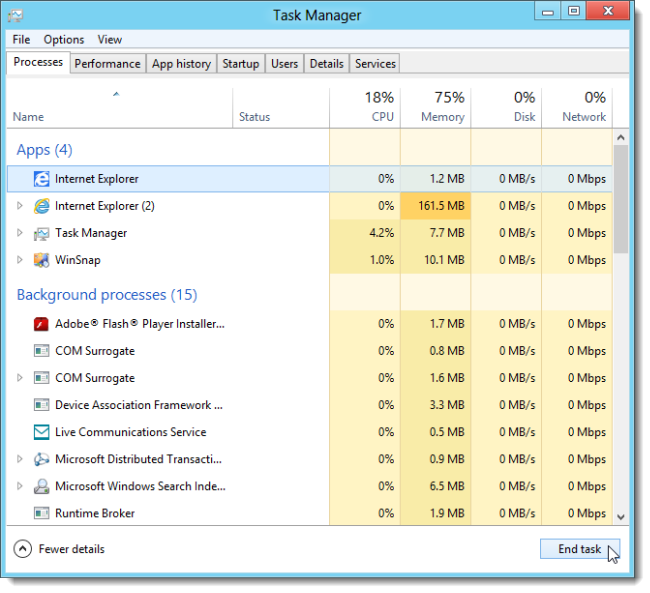 Task Manager
File Options View
Processes Performance App history Startup Users Details Services
18% 75% 0% 0%
Name Status CPU Memory Disk Network
Apps (4)
Internet Explorer 0% 1.2 MB 0 MB/s 0 Mbps
Internet Explorer (2) 0% 161.5 MB 0 MB/s 0 Mbps
Task Manager 4.2% 7.7 MB 0 MB/s 0 Mbps
WinSnap 1.0% 10.1 MB 0 MB/s 0 Mbps
Background processes (15)
Adobe® Flash® Player Installer... 0% 1.7 MB 0 MB/s 0 Mbps
COM Surrogate 0% 0.8 MB 0 MB/s 0 Mbps
COM Surrogate 0% 1.6 MB 0 MB/s 0 Mbps
Device Association Framework ... 0% 3.3 MB 0 MB/s 0 Mbps
Live Communications Service 0% 0.5 MB 0 MB/s 0 Mbps
Microsoft Distributed Transacti... 0% 0.9 MB 0 MB/s 0 Mbps
Microsoft Windows Search Inde... 0% 6.5 MB 0 MB/s 0 Mbps
Runtime Broker 0% 1.9 MB 0 MB/s 0 Mbps
Fewer details End task